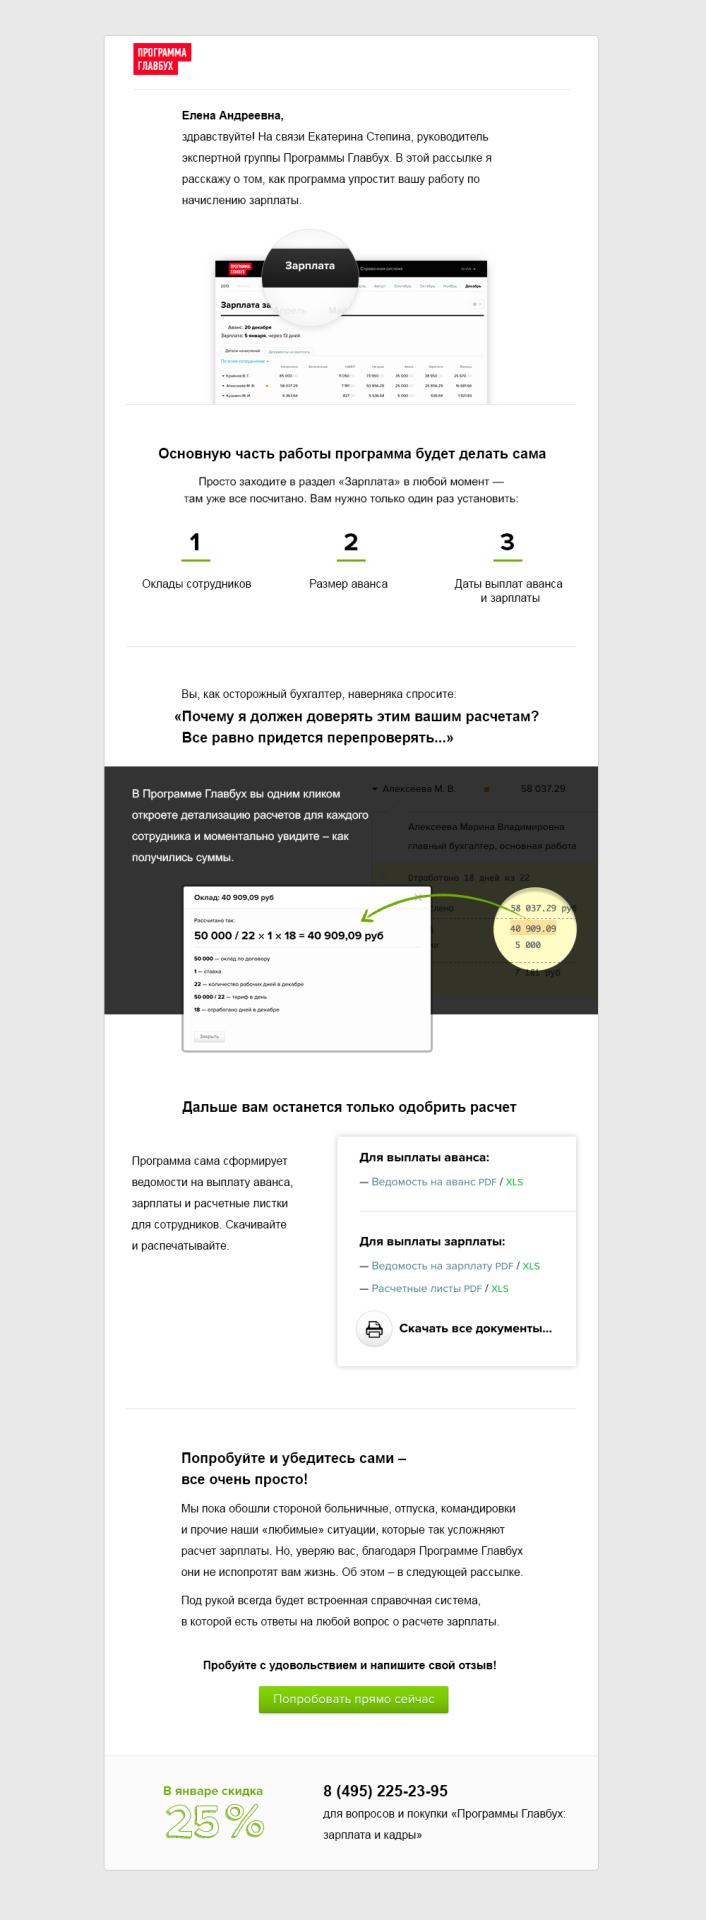 ПРОГРАММА
ГЛАВБУХ
Елена Андреевна,
здравствуйте! На связи Екатерина Степина, руководитель
экспертной группы Программы Главбух. В этой рассылке я
расскажу о том, как программа упростит вашу работу по
начислению зарплаты.
Зарплата
Справочная система
Август Сентябрь Октябрь Ноябрь Декабрь
Зарплата за
Аванс: 20 декабря
Зарплата: 5 января, через 13 дней
Детали начислений Документы на выплату
Основную часть работы программа будет делать сама
Просто заходите в раздел «Зарплата» в любой момент —
там уже все посчитано. Вам нужно только один раз установить:
1 2 3
Оклады сотрудников Размер аванса Даты выплат аванса
и зарплаты
Вы, как осторожный бухгалтер, наверняка спросите:
«Почему я должен доверять этим вашим расчетам?
Все равно придется перепроверять...»
В Программе Главбух вы одним кликом
откроете детализацию расчетов для каждого
сотрудника и моментально увидите – как
получились суммы.
Алексеева М. В. 58 037.29
Алексеева Марина Владимировна
главный бухгалтер, основная работа
Отработано 18 дней из 22
58 037.29 руб
40 909.09
5 000
7 181 руб
Оклад: 40 909,09 руб
Рассчитано так:
50 000 / 22 × 1 × 18 = 40 909,09 руб
50 000 — оклад по договору
1 — ставка
22 — количество рабочих дней в декабре
50 000 / 22 — тариф в день
18 — отработано дней в декабре
Закрыть
Дальше вам останется только одобрить расчет
Программа сама сформирует
ведомости на выплату аванса,
зарплаты и расчетные листки
для сотрудников. Скачивайте
и распечатывайте.
Для выплаты аванса:
— Ведомость на аванс PDF / XLS
Для выплаты зарплаты:
— Ведомость на зарплату PDF / XLS
— Расчетные листы PDF / XLS
Скачать все документы...
Попробуйте и убедитесь сами –
все очень просто!
Мы пока обошли стороной больничные, отпуска, командировки
и прочие наши «любимые» ситуации, которые так усложняют
расчет зарплаты. Но, уверяю вас, благодаря Программе Главбух
они не испопротят вам жизнь. Об этом – в следующей рассылке.
Под рукой всегда будет встроенная справочная система,
в которой есть ответы на любой вопрос о расчете зарплаты.
Пробуйте с удовольствием и напишите свой отзыв!
Попробовать прямо сейчас
В январе скидка
25%
8 (495) 225-23-95
для вопросов и покупки «Программы Главбух:
зарплата и кадры»